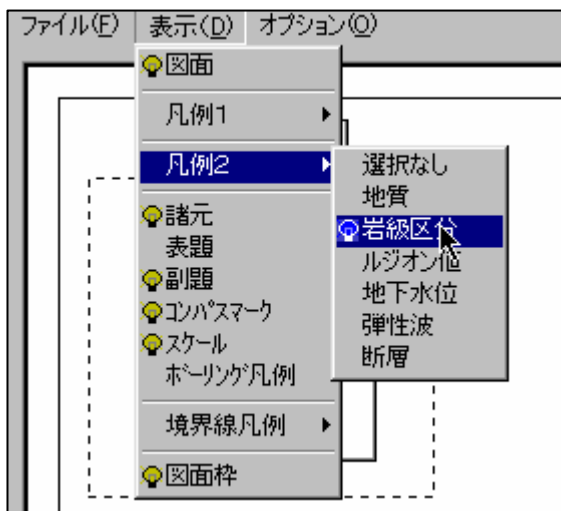 ファイル(F) 表示(D) オプション(O)
図面
凡例1
凡例2
諸元
表題
副題
コンパスマーク
スケール
ボーリング凡例
境界線凡例
図面枠
選択なし
地質
岩級区分
ルジオン値
地下水位
弾性波
断層